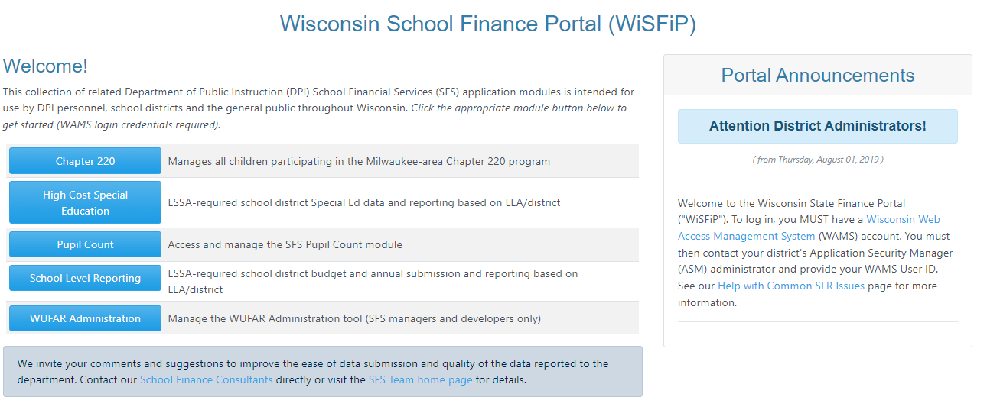 Wisconsin School Finance Portal (WiSFiP)
Welcome!
This collection of related Department of Public Instruction (DPI) School Financial Services (SFS) application modules is intended for
use by DPI personnel, school districts and the general public throughout Wisconsin. Click the appropriate module button below to
get started (WAMS login credentials required).
Chapter 220
Manages all children participating in the Milwaukee-area Chapter 220 program
High Cost Special
Education
ESSA-required school district Special Ed data and reporting based on LEA/district
Pupil Count
Access and manage the SFS Pupil Count module
School Level Reporting
ESSA-required school district budget and annual submission and reporting based on
LEA/district
WUFAR Administration
Manage the WUFAR Administration tool (SFS managers and developers only)
We invite your comments and suggestions to improve the ease of data submission and quality of the data reported to the
department. Contact our School Finance Consultants directly or visit the SFS Team home page for details.
Portal Announcements
Attention District Administrators!
( from Thursday, August 01, 2019 )
Welcome to the Wisconsin State Finance Portal
("WiSFiP"). To log in, you MUST have a Wisconsin Web
Access Management System (WAMS) account. You must
then contact your district's Application Security Manager
(ASM) administrator and provide your WAMS User ID.
See our Help with Common SLR Issues page for more
information.